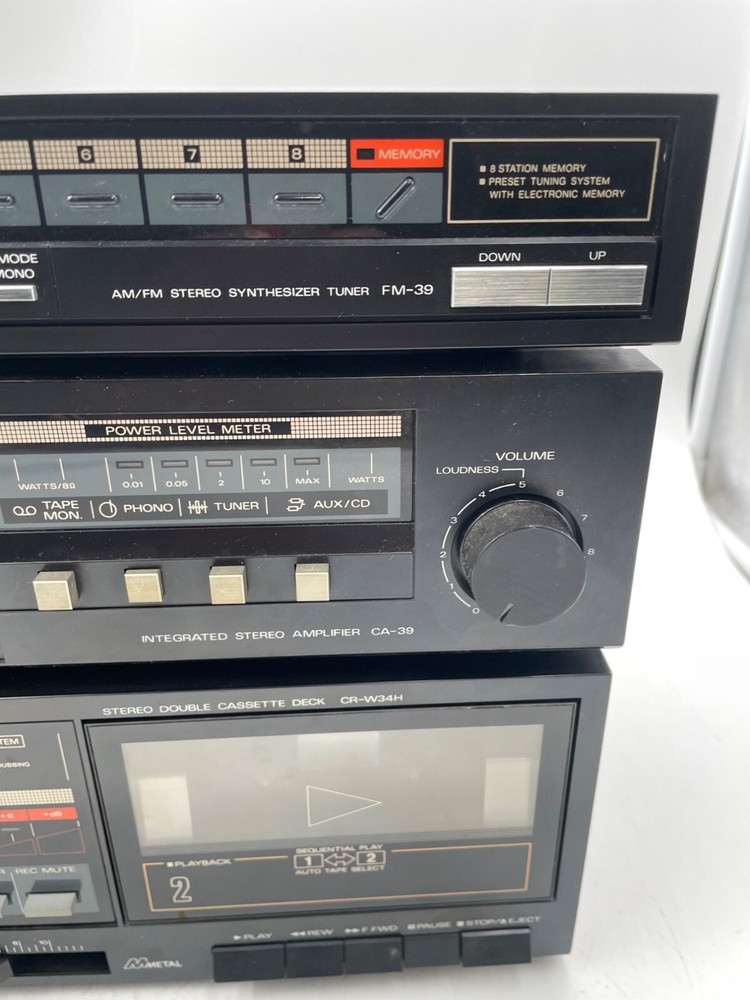 6 7 8 MEMORY
■ 8 STATION MEMORY
■ PRESET TUNING SYSTEM
WITH ELECTRONIC MEMORY
MODE
MONO
DOWN UP
AM/FM STEREO SYNTHESIZER TUNER FM-39
POWER LEVEL METER
VOLUME
LOUDNESS
WATTS/8Ω 0.01 0.05 2 10 MAX WATTS
TAPE MON. PHONO TUNER AUX/CD
0 1 2 3 4 5 6 7 8
INTEGRATED STEREO AMPLIFIER CA-39
STEREO DOUBLE CASSETTE DECK CR-W34H
+6 +dB
■ PLAYBACK
2
SEQUENTIAL PLAY
1 2
AUTO TAPE SELECT
REC MUTE
► PLAY ◄◄ REW ►► F FWD PAUSE STOP/EJECT
10
METAL